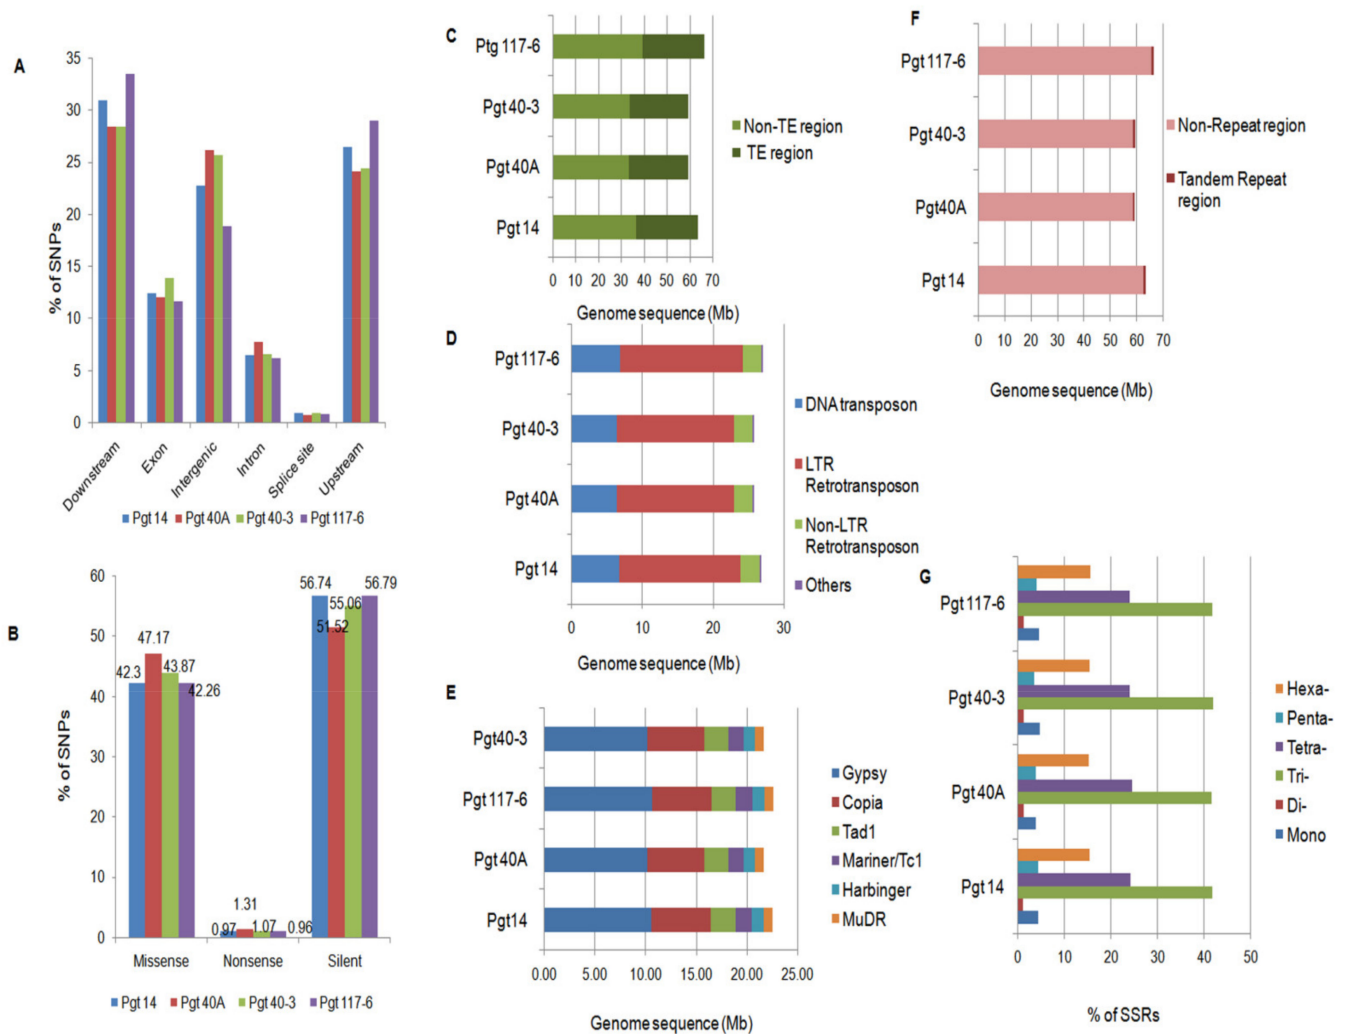 A
35
30
25
20
15
10
5
0
% of SNPs
Downstream
Exon
Intergenic
Intron
Splice site
Upstream
Pgt 14 Pgt 40A Pgt 40-3 Pgt 117-6
B
60
50
40
30
20
10
0
% of SNPs
42.3
47.17
43.87
42.26
0.97
1.31
1.07
0.96
56.74
51.52
55.06
56.79
Missense Nonsense Silent
Pgt 14 Pgt 40A Pgt 40-3 Pgt 117-6
C
Ptg 117-6
Pgt 40-3
Pgt 40A
Pgt 14
0 10 20 30 40 50 60 70
Genome sequence (Mb)
Non-TE region
TE region
D
Pgt 117-6
Pgt 40-3
Pgt 40A
Pgt 14
0 10 20 30
Genome sequence (Mb)
DNA transposon
LTR
Retrotransposon
Non-LTR
Retrotransposon
Others
E
Pgt40-3
Pgt 117-6
Pgt 40A
Pgt14
0.00 5.00 10.00 15.00 20.00 25.00
Genome sequence (Mb)
Gypsy
Copia
Tad1
Mariner/Tc1
Harbinger
MuDR
F
Pgt 117-6
Pgt 40-3
Pgt40A
Pgt 14
0 10 20 30 40 50 60 70
Genome sequence (Mb)
Non-Repeat region
Tandem Repeat
region
G
Pgt 117-6
Pgt 40-3
Pgt 40A
Pgt 14
0 10 20 30 40 50
% of SSRs
Hexa-
Penta-
Tetra-
Tri-
Di-
Mono